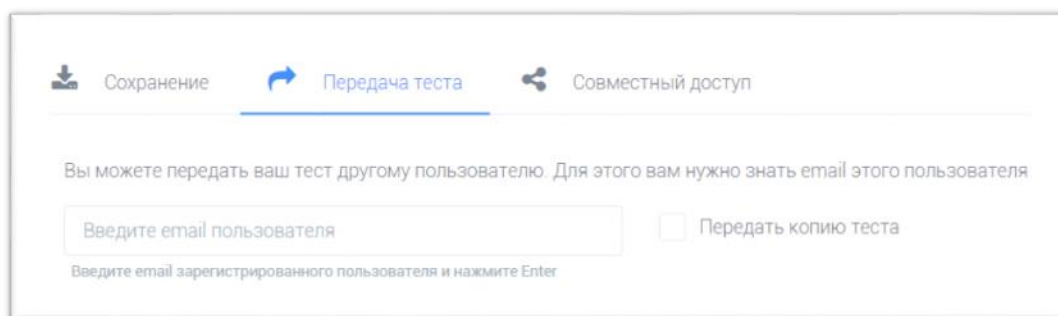 Сохранение Передача теста Совместный доступ
Вы можете передать ваш тест другому пользователю. Для этого вам нужно знать email этого пользователя
Введите email пользователя Передать копию теста
Введите email зарегистрированного пользователя и нажмите Enter